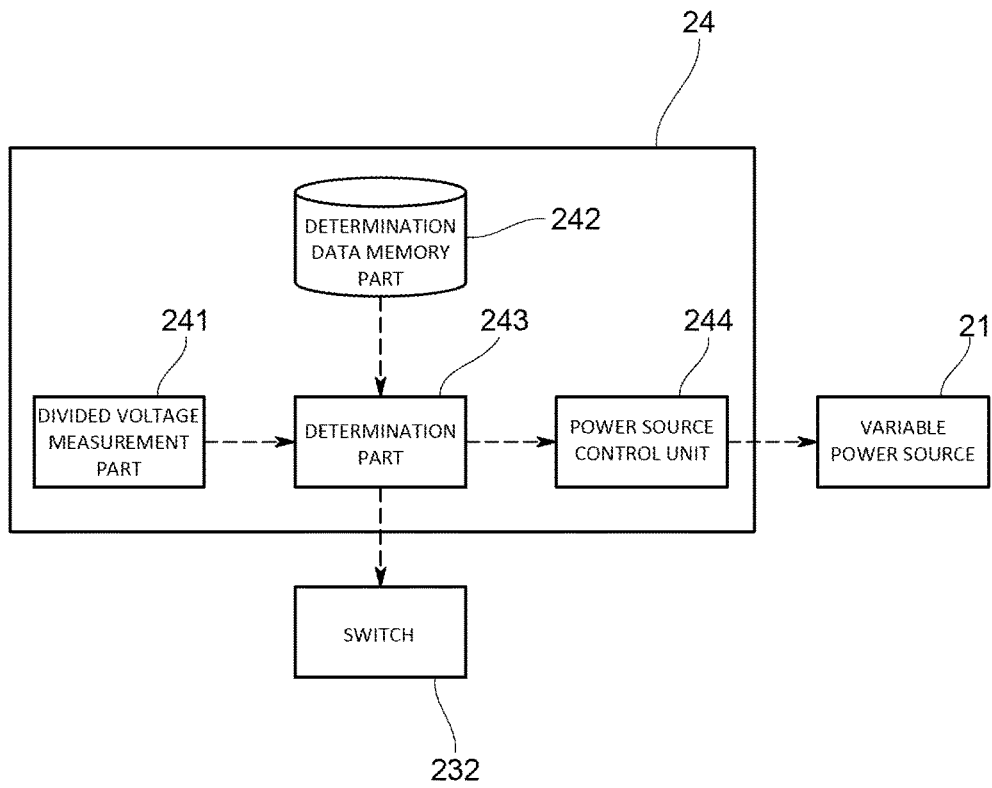 24
DETERMINATION
DATA MEMORY
PART
242
241
243
244
21
DIVIDED VOLTAGE
MEASUREMENT
PART
DETERMINATION
PART
POWER SOURCE
CONTROL UNIT
VARIABLE
POWER SOURCE
SWITCH
232